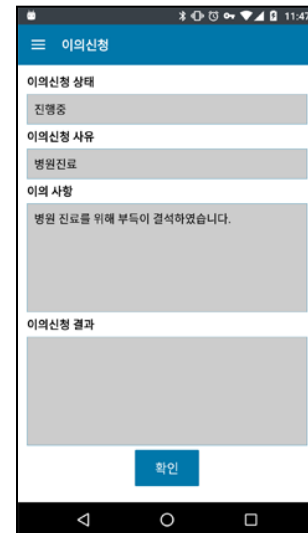 11:47
이의신청
이의신청 상태
진행중
이의신청 사유
병원진료
이의 사항
병원 진료를 위해 부득이 결석하였습니다.
이의신청 결과
확인